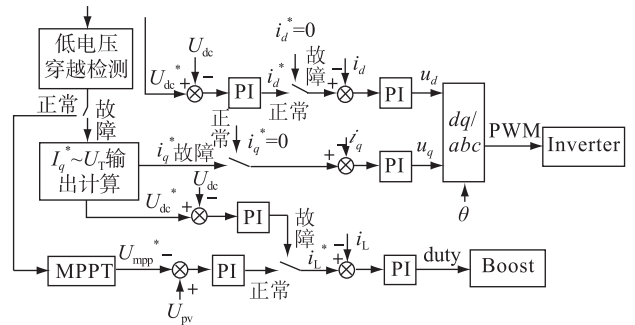 低电压
穿越检测
正常
故障
U_dc*
U_dc
+
−
PI
i_d*
i_d*=0
故障
正常
i_d
−
+
PI
u_d
dq/
abc
θ
PWM
Inverter
I_q*~U_T输
出计算
i_q*故障
正常
i_q*=0
+
−
i_q
PI
u_q
U_dc*
U_dc
+
−
PI
故障
MPPT
U_mpp*
−
+
U_pv
PI
正常
i_L*
−
i_L
+
PI
duty
Boost